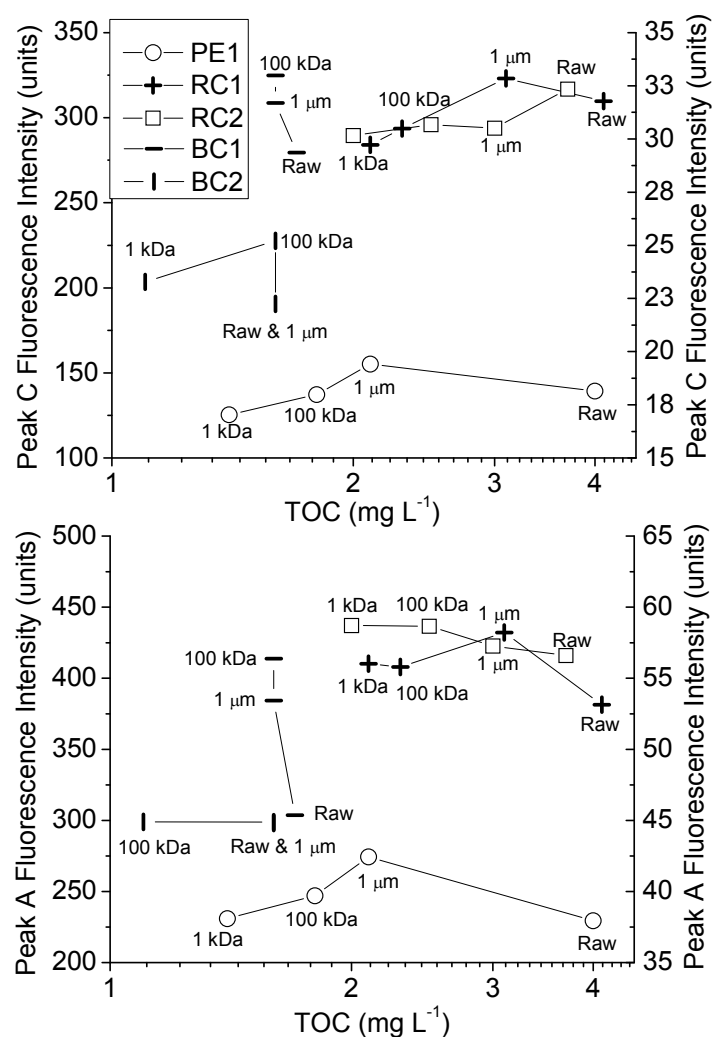 Peak C Fluorescence Intensity (units)
350
300
250
200
150
100
PE1
RC1
RC2
BC1
BC2
100 kDa
1 μm
Raw
1 μm
100 kDa
1 kDa
Raw
1 μm
Raw
1 kDa
100 kDa
Raw & 1 μm
1 kDa
100 kDa
1 μm
Raw
35
33
30
28
25
23
20
18
15
Peak C Fluorescence Intensity (units)
1 2 3 4
TOC (mg L-1)
Peak A Fluorescence Intensity (units)
500
450
400
350
300
250
200
1 kDa
100 kDa
1 μm
Raw
1 μm
1 kDa
100 kDa
Raw
100 kDa
1 μm
Raw
100 kDa
Raw & 1 μm
1 kDa
100 kDa
1 μm
Raw
65
60
55
50
45
40
35
Peak A Fluorescence Intensity (units)
1 2 3 4
TOC (mg L-1)